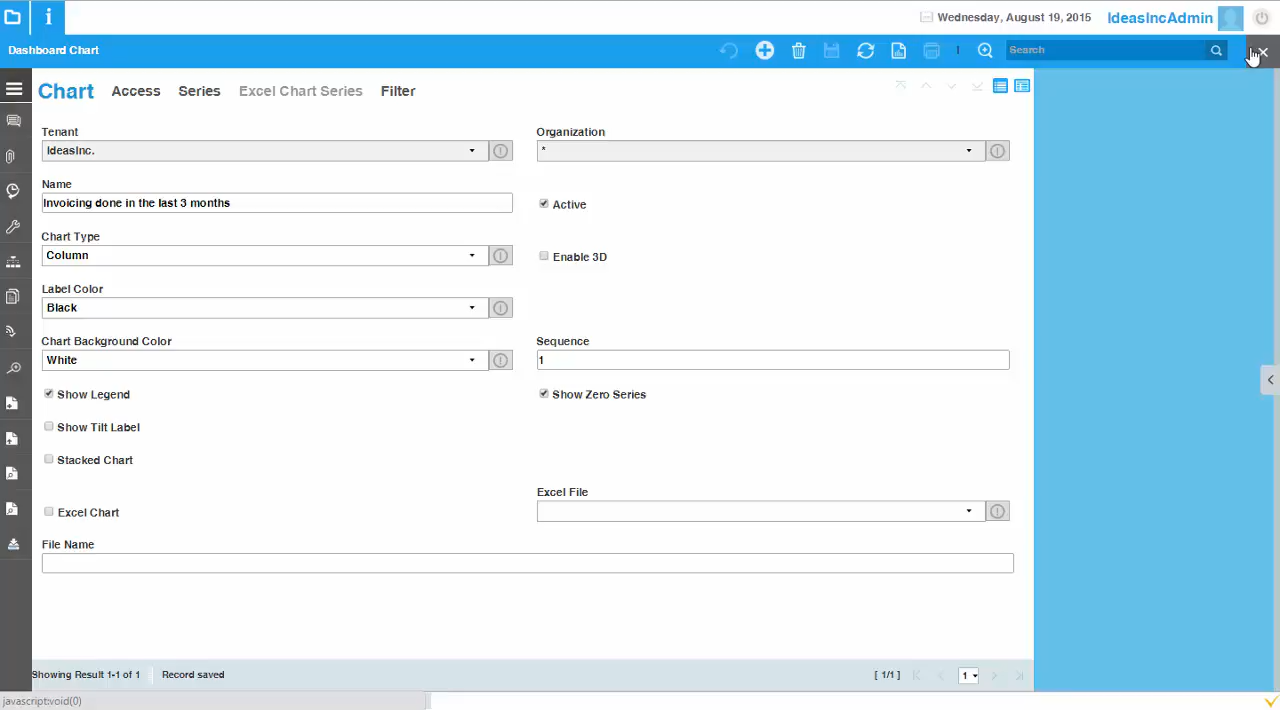 i
Wednesday, August 19, 2015
IdeasIncAdmin
Dashboard Chart
Search
Chart Access Series Excel Chart Series Filter
Tenant
Organization
IdeasInc.
*
Name
Invoicing done in the last 3 months
Active
Chart Type
Column
Enable 3D
Label Color
Black
Chart Background Color
Sequence
White
1
Show Legend
Show Zero Series
Show Tilt Label
Stacked Chart
Excel File
Excel Chart
File Name
Showing Result 1-1 of 1
Record saved
[ 1/1 ]
1
javascript:void(0)